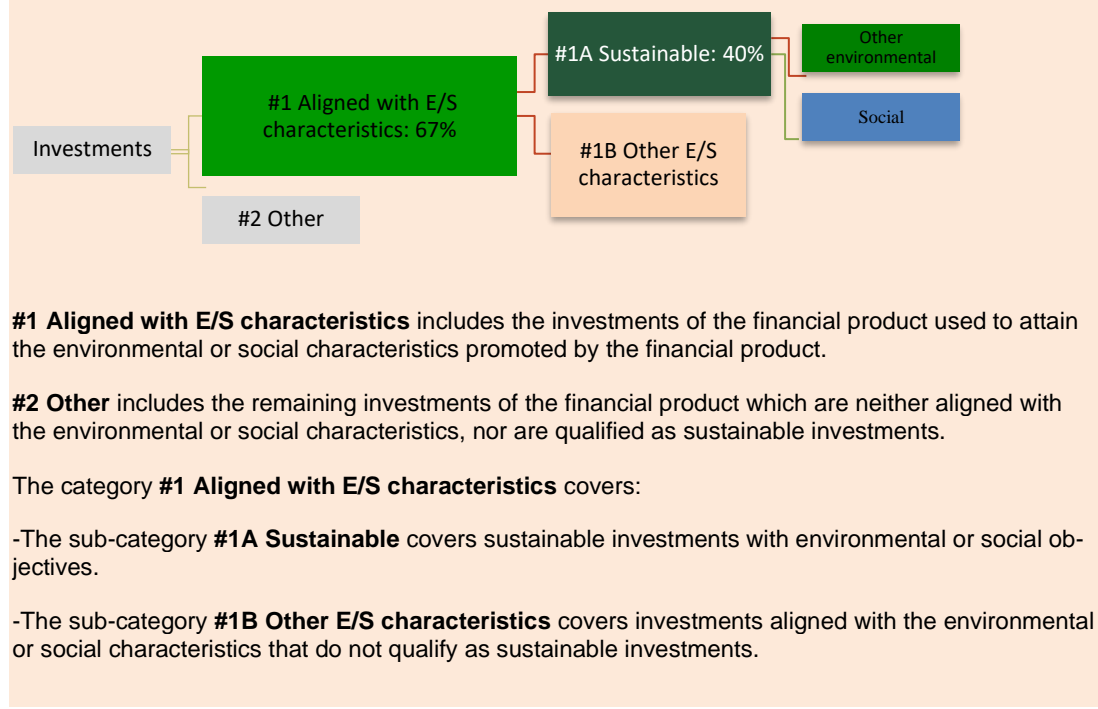 #1A Sustainable: 40%
Other
environmental
#1 Aligned with E/S
characteristics: 67%
Social
Investments
#1B Other E/S
characteristics
#2 Other
#1 Aligned with E/S characteristics includes the investments of the financial product used to attain
the environmental or social characteristics promoted by the financial product.
#2 Other includes the remaining investments of the financial product which are neither aligned with
the environmental or social characteristics, nor are qualified as sustainable investments.
The category #1 Aligned with E/S characteristics covers:
-The sub-category #1A Sustainable covers sustainable investments with environmental or social ob-
jectives.
-The sub-category #1B Other E/S characteristics covers investments aligned with the environmental
or social characteristics that do not qualify as sustainable investments.